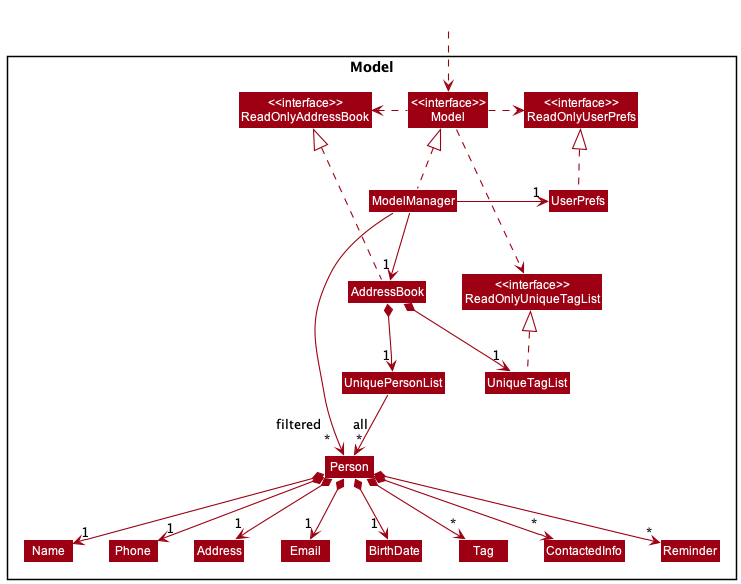 Model
<<interface>>
ReadOnlyAddressBook
<<interface>>
Model
<<interface>>
ReadOnlyUserPrefs
ModelManager
1
UserPrefs
1
AddressBook
<<interface>>
ReadOnlyUniqueTagList
1
1
UniquePersonList
UniqueTagList
filtered
*
all
*
Person
1
1
1
1
1
*
*
*
Name
Phone
Address
Email
BirthDate
Tag
ContactedInfo
Reminder